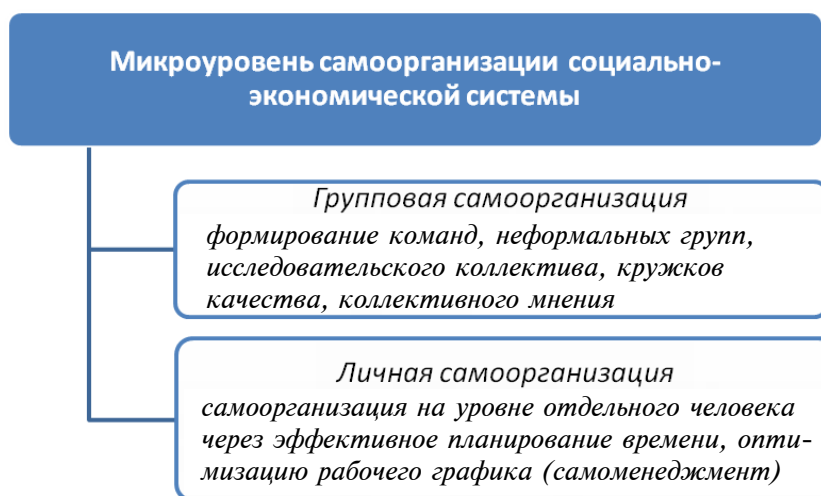 Микроуровень самоорганизации социально-
экономической системы
Групповая самоорганизация
формирование команд, неформальных групп,
исследовательского коллектива, кружков
качества, коллективного мнения
Личная самоорганизация
самоорганизация на уровне отдельного человека
через эффективное планирование времени, опти-
мизацию рабочего графика (самоменеджмент)